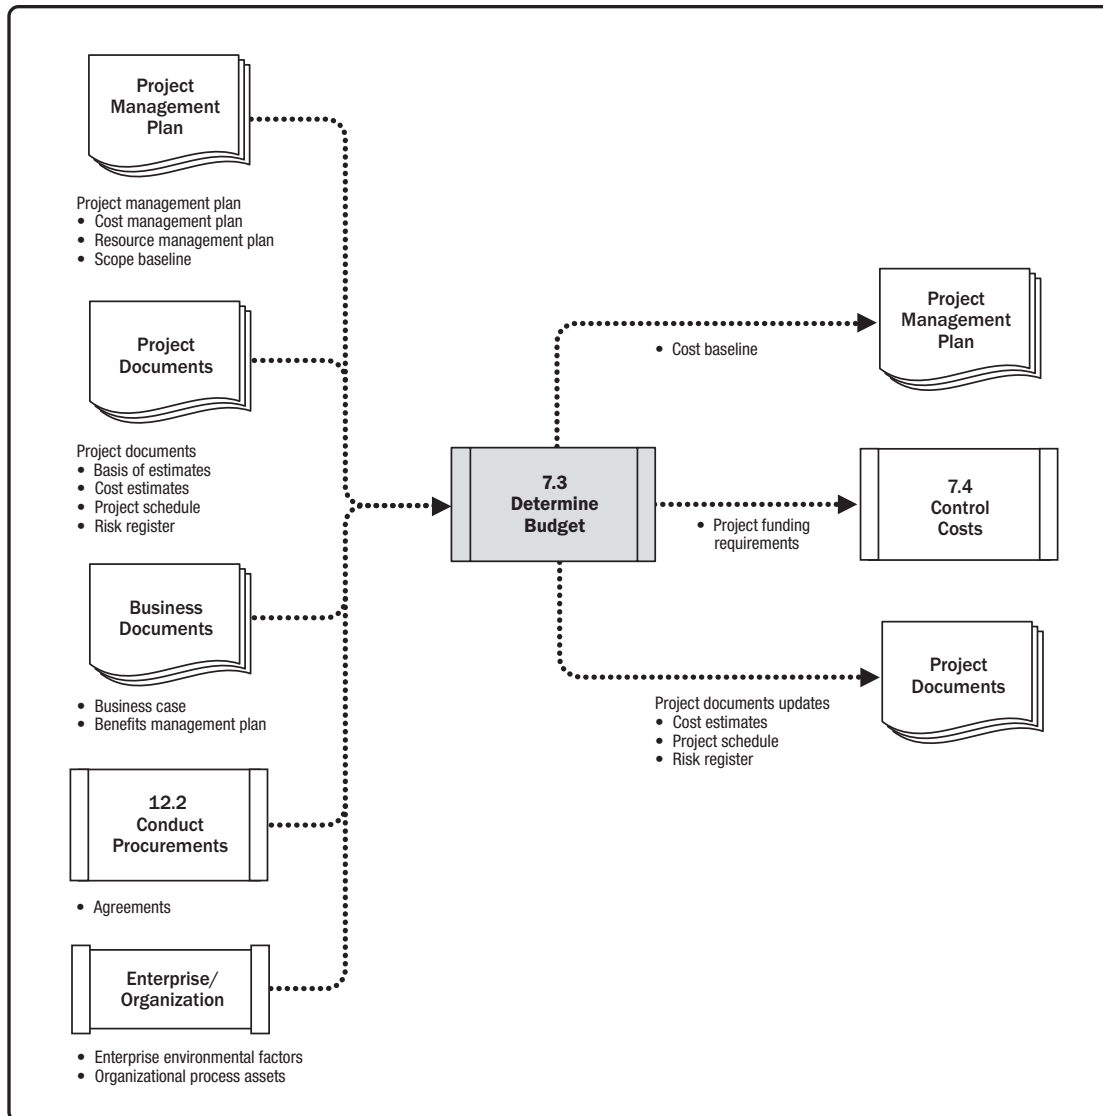 Project
Management
Plan
Project management plan
• Cost management plan
• Resource management plan
• Scope baseline
Project
Documents
Project documents
• Basis of estimates
• Cost estimates
• Project schedule
• Risk register
Business
Documents
• Business case
• Benefits management plan
12.2
Conduct
Procurements
• Agreements
Enterprise/
Organization
• Enterprise environmental factors
• Organizational process assets
7.3
Determine
Budget
• Cost baseline
Project
Management
Plan
• Project funding
requirements
7.4
Control
Costs
Project documents updates
• Cost estimates
• Project schedule
• Risk register
Project
Documents